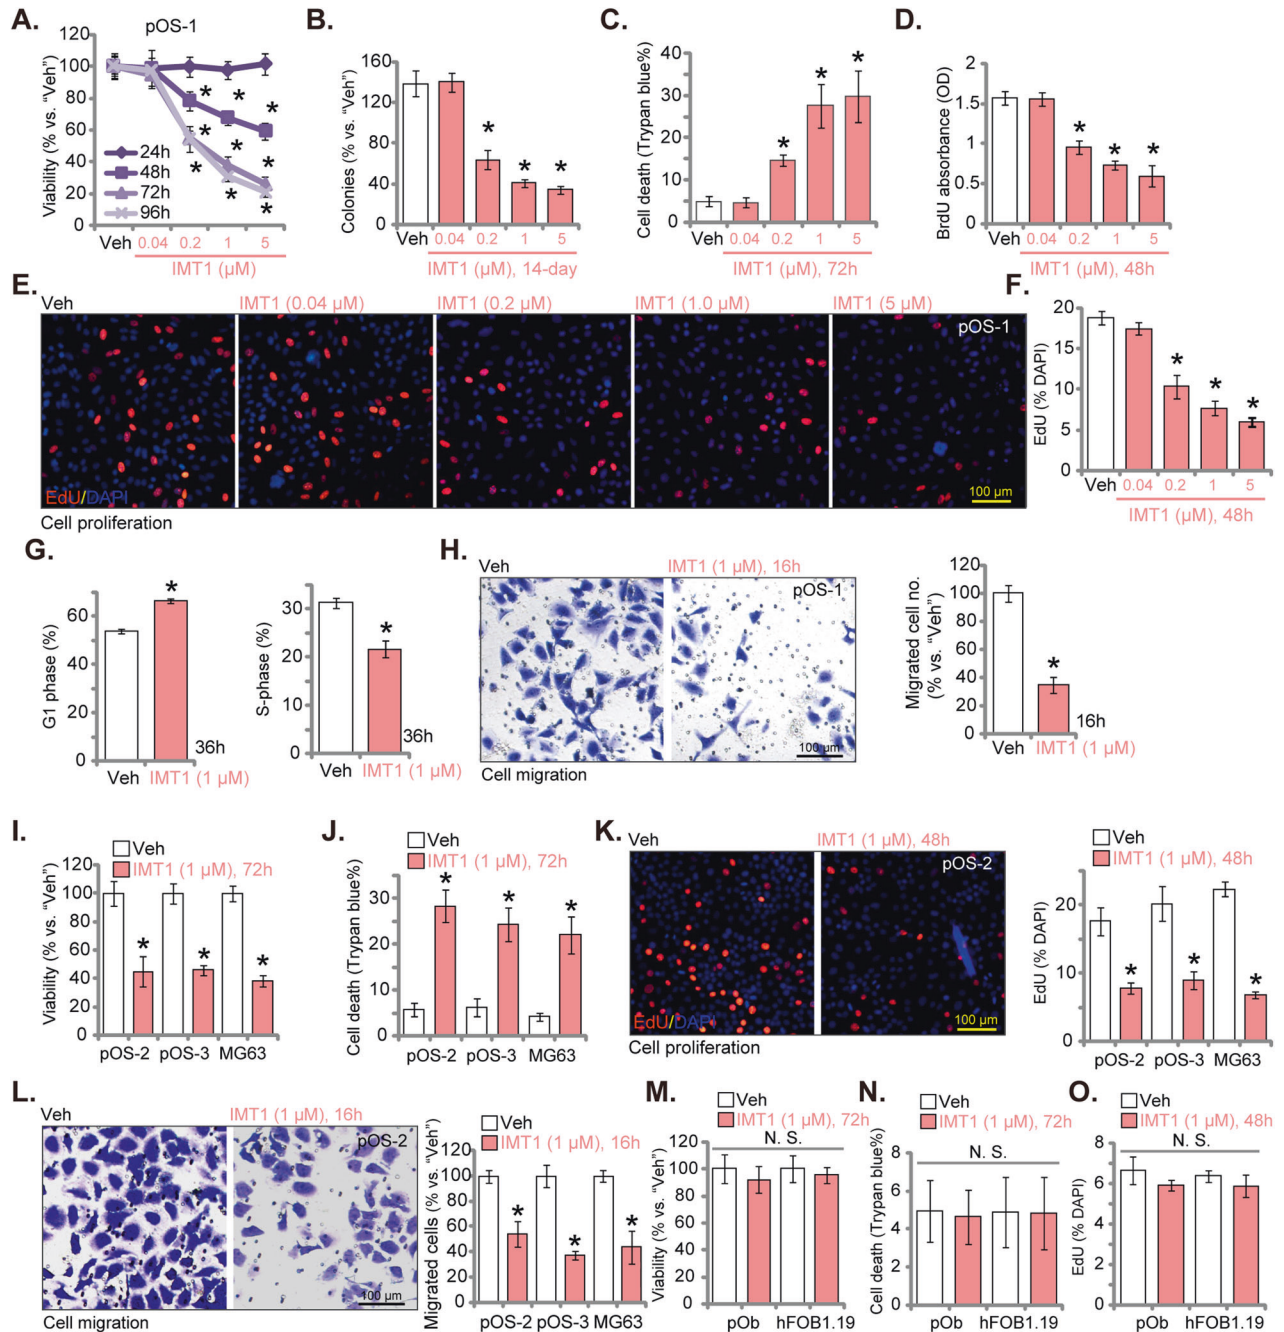 A.
pOS-1
Viability (% vs. “Veh”)
120
100
80
60
40
20
0
* * *
* * *
* * *
24h
48h
72h
96h
Veh 0.04 0.2 1 5
IMT1 (µM)
B.
Colonies (% vs. “Veh”)
160
120
80
40
0
* * *
Veh 0.04 0.2 1 5
IMT1 (µM), 14-day
C.
Cell death (Trypan blue%)
40
30
20
10
0
* * *
Veh 0.04 0.2 1 5
IMT1 (µM), 72h
D.
BrdU absorbance (OD)
2
1.5
1
0.5
0
* * *
Veh 0.04 0.2 1 5
IMT1 (µM), 48h
E.
Veh IMT1 (0.04 µM) IMT1 (0.2 µM) IMT1 (1.0 µM) IMT1 (5 µM)
pOS-1
EdU/DAPI
100 µm
Cell proliferation
F.
EdU (% DAPI)
20
15
10
5
0
* * *
Veh 0.04 0.2 1 5
IMT1 (µM), 48h
G.
G1 phase (%)
60
40
20
0
*
36h
Veh IMT1 (1 µM)
S-phase (%)
30
20
10
0
*
36h
Veh IMT1 (1 µM)
H.
Veh IMT1 (1 µM), 16h
pOS-1
100 µm
Cell migration
Migrated cell no.
(% vs. “Veh”)
120
100
80
60
40
20
0
*
16h
Veh IMT1 (1 µM)
I.
Veh
IMT1 (1 µM), 72h
Viability (% vs. “Veh”)
120
100
80
60
40
20
0
* * *
pOS-2 pOS-3 MG63
J.
Veh
IMT1 (1 µM), 72h
Cell death (Trypan blue%)
30
20
10
0
* * *
pOS-2 pOS-3 MG63
K.
Veh IMT1 (1 µM), 48h
pOS-2
EdU/DAPI
100 µm
Cell proliferation
Veh
IMT1 (1 µM), 48h
EdU (% DAPI)
20
10
0
* * *
pOS-2 pOS-3 MG63
L.
Veh IMT1 (1 µM), 16h
pOS-2
100 µm
Cell migration
Veh
IMT1 (1 µM), 16h
Migrated cells (% vs. “Veh”)
120
100
80
60
40
20
0
* * *
pOS-2 pOS-3 MG63
M.
Veh
IMT1 (1 µM), 72h
N. S.
Viability (% vs. “Veh”)
120
100
80
60
40
20
0
pOb hFOB1.19
N.
Veh
IMT1 (1 µM), 72h
N. S.
Cell death (Trypan blue%)
8
6
4
2
0
pOb hFOB1.19
O.
Veh
IMT1 (1 µM), 48h
N. S.
EdU (% DAPI)
8
6
4
2
0
pOb hFOB1.19